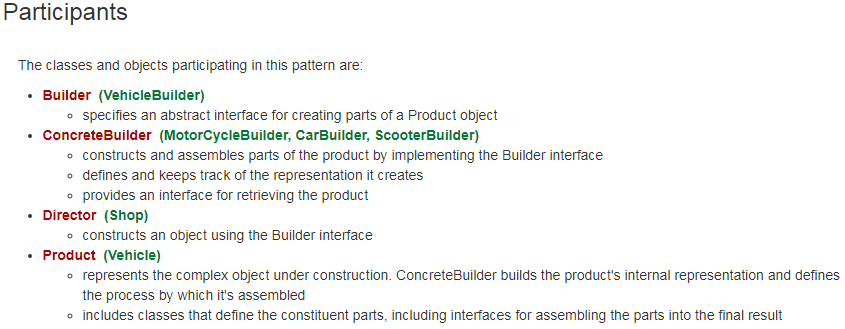 Participants
The classes and objects participating in this pattern are:
• Builder (VehicleBuilder)
◦ specifies an abstract interface for creating parts of a Product object
• ConcreteBuilder (MotorCycleBuilder, CarBuilder, ScooterBuilder)
◦ constructs and assembles parts of the product by implementing the Builder interface
◦ defines and keeps track of the representation it creates
◦ provides an interface for retrieving the product
• Director (Shop)
◦ constructs an object using the Builder interface
• Product (Vehicle)
◦ represents the complex object under construction. ConcreteBuilder builds the product's internal representation and defines
the process by which it's assembled
◦ includes classes that define the constituent parts, including interfaces for assembling the parts into the final result